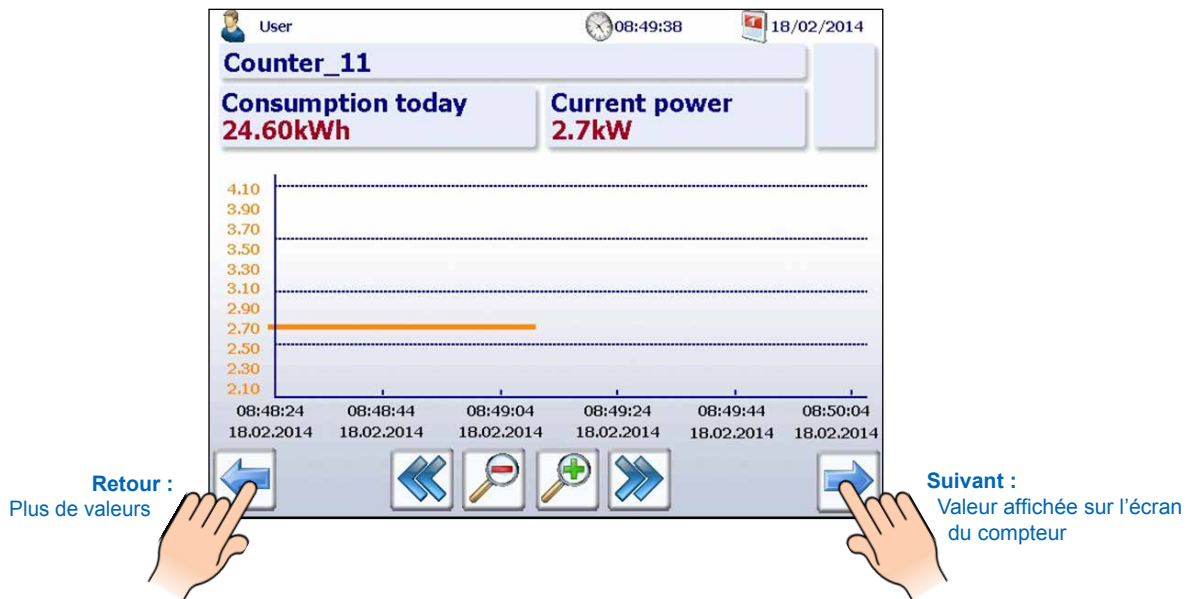 User 08:49:38 18/02/2014
Counter_11
Consumption today Current power
24.60kWh 2.7kW
4.10
3.90
3.70
3.50
3.30
3.10
2.90
2.70
2.50
2.30
2.10
08:48:24 08:48:44 08:49:04 08:49:24 08:49:44 08:50:04
18.02.2014 18.02.2014 18.02.2014 18.02.2014 18.02.2014 18.02.2014
Retour :
Plus de valeurs
Suivant :
Valeur affichée sur l’écran
du compteur